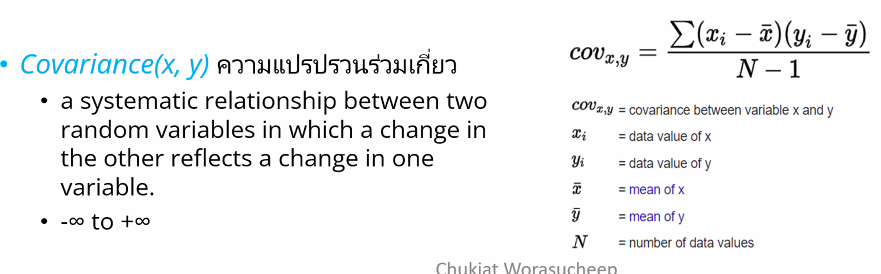 • Covariance(x, y) ความแปรปรวนร่วมเกี่ยว
• a systematic relationship between two
random variables in which a change in
the other reflects a change in one
variable.
• -∞ to +∞
cov_{x,y} = \frac{\sum(x_i - \bar{x})(y_i - \bar{y})}{N - 1}
cov_{x,y} = covariance between variable x and y
x_i = data value of x
y_i = data value of y
x̄ = mean of x
ȳ = mean of y
N = number of data values
Chukiat Worasucheep